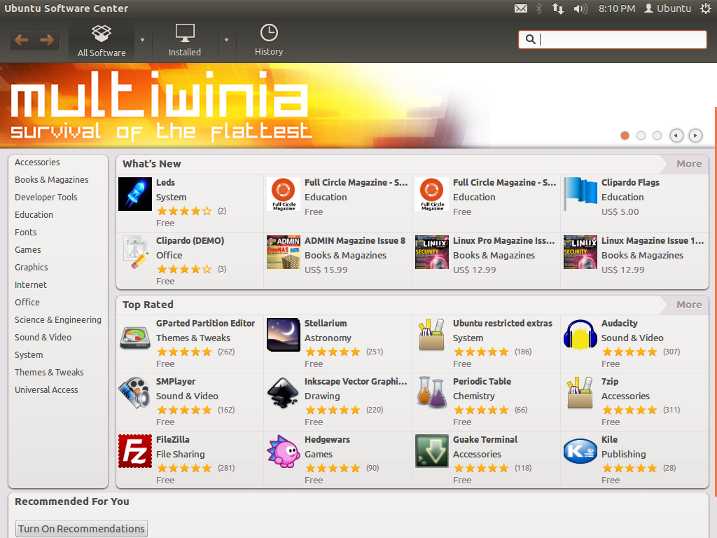 Ubuntu Software Center
8:10 PM
Ubuntu
All Software
Installed
History
multiwinia
survival of the flattest
Accessories
Books & Magazines
Developer Tools
Education
Fonts
Games
Graphics
Internet
Office
Science & Engineering
Sound & Video
System
Themes & Tweaks
Universal Access
What's New
More
Leds
System
(2)
Free
Full Circle Magazine - S...
Education
Free
Full Circle Magazine - S...
Education
Free
Clipardo Flags
Education
US$ 5.00
Clipardo (DEMO)
Office
(3)
Free
ADMIN Magazine Issue 8
Books & Magazines
US$ 15.99
Linux Pro Magazine Iss...
Books & Magazines
US$ 12.99
Linux Magazine Issue 1...
Books & Magazines
US$ 12.99
Top Rated
More
GParted Partition Editor
Themes & Tweaks
(262)
Free
Stellarium
Astronomy
(251)
Free
Ubuntu restricted extras
System
(186)
Free
Audacity
Sound & Video
(307)
Free
SMPlayer
Sound & Video
(162)
Free
Inkscape Vector Graphi...
Drawing
(220)
Free
Periodic Table
Chemistry
(66)
Free
7zip
Accessories
(311)
Free
FileZilla
File Sharing
(281)
Free
Hedgewars
Games
(90)
Free
Guake Terminal
Accessories
(118)
Free
Kile
Publishing
(28)
Free
Recommended For You
Turn On Recommendations